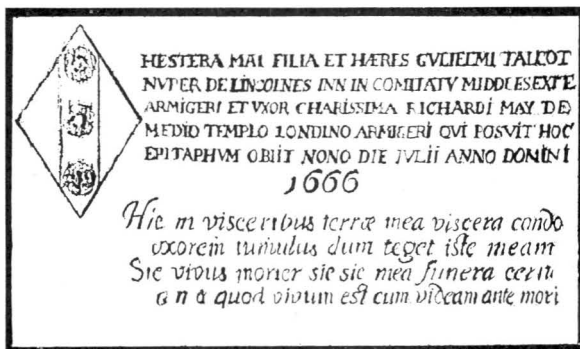 HESTERA MAI FILIA ET HÆRES GVLIELMI TALCOT
NVPER DE LINCOLNES INN IN COMITATV MIDDLESEXTE
ARMIGERI ET VXOR CHARISSIMA RICHARDI MAY DE
MEDIO TEMPLO LONDINO ARMIGERI QVI POSVIT HOC
EPITAPHVM OBIIT NONO DIE IVLII ANNO DOMINI
1666
Hic in visceribus terræ mea viscera condo
uxorem tumulus dum teget iste meam
Sic vivus morior sic sic mea funera
quod vivum est cum videam ante mori